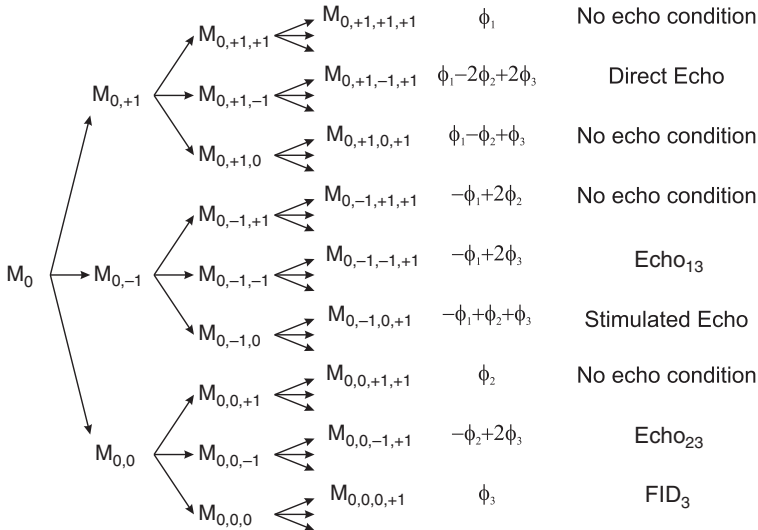 M0,+1,+1,+1 ϕ1 No echo condition
M0,+1,+1
M0,+1,−1,+1 ϕ1−2ϕ2+2ϕ3 Direct Echo
M0,+1 M0,+1,−1
M0,+1,0,+1 ϕ1−ϕ2+ϕ3 No echo condition
M0,+1,0
M0,−1,+1,+1 −ϕ1+2ϕ2 No echo condition
M0,−1,+1
M0,−1,−1,+1 −ϕ1+2ϕ3 Echo13
M0 M0,−1 M0,−1,−1
M0,−1,0,+1 −ϕ1+ϕ2+ϕ3 Stimulated Echo
M0,−1,0
M0,0,+1,+1 ϕ2 No echo condition
M0,0,+1
M0,0,−1,+1 −ϕ2+2ϕ3 Echo23
M0,0 M0,0,−1
M0,0,0,+1 ϕ3 FID3
M0,0,0